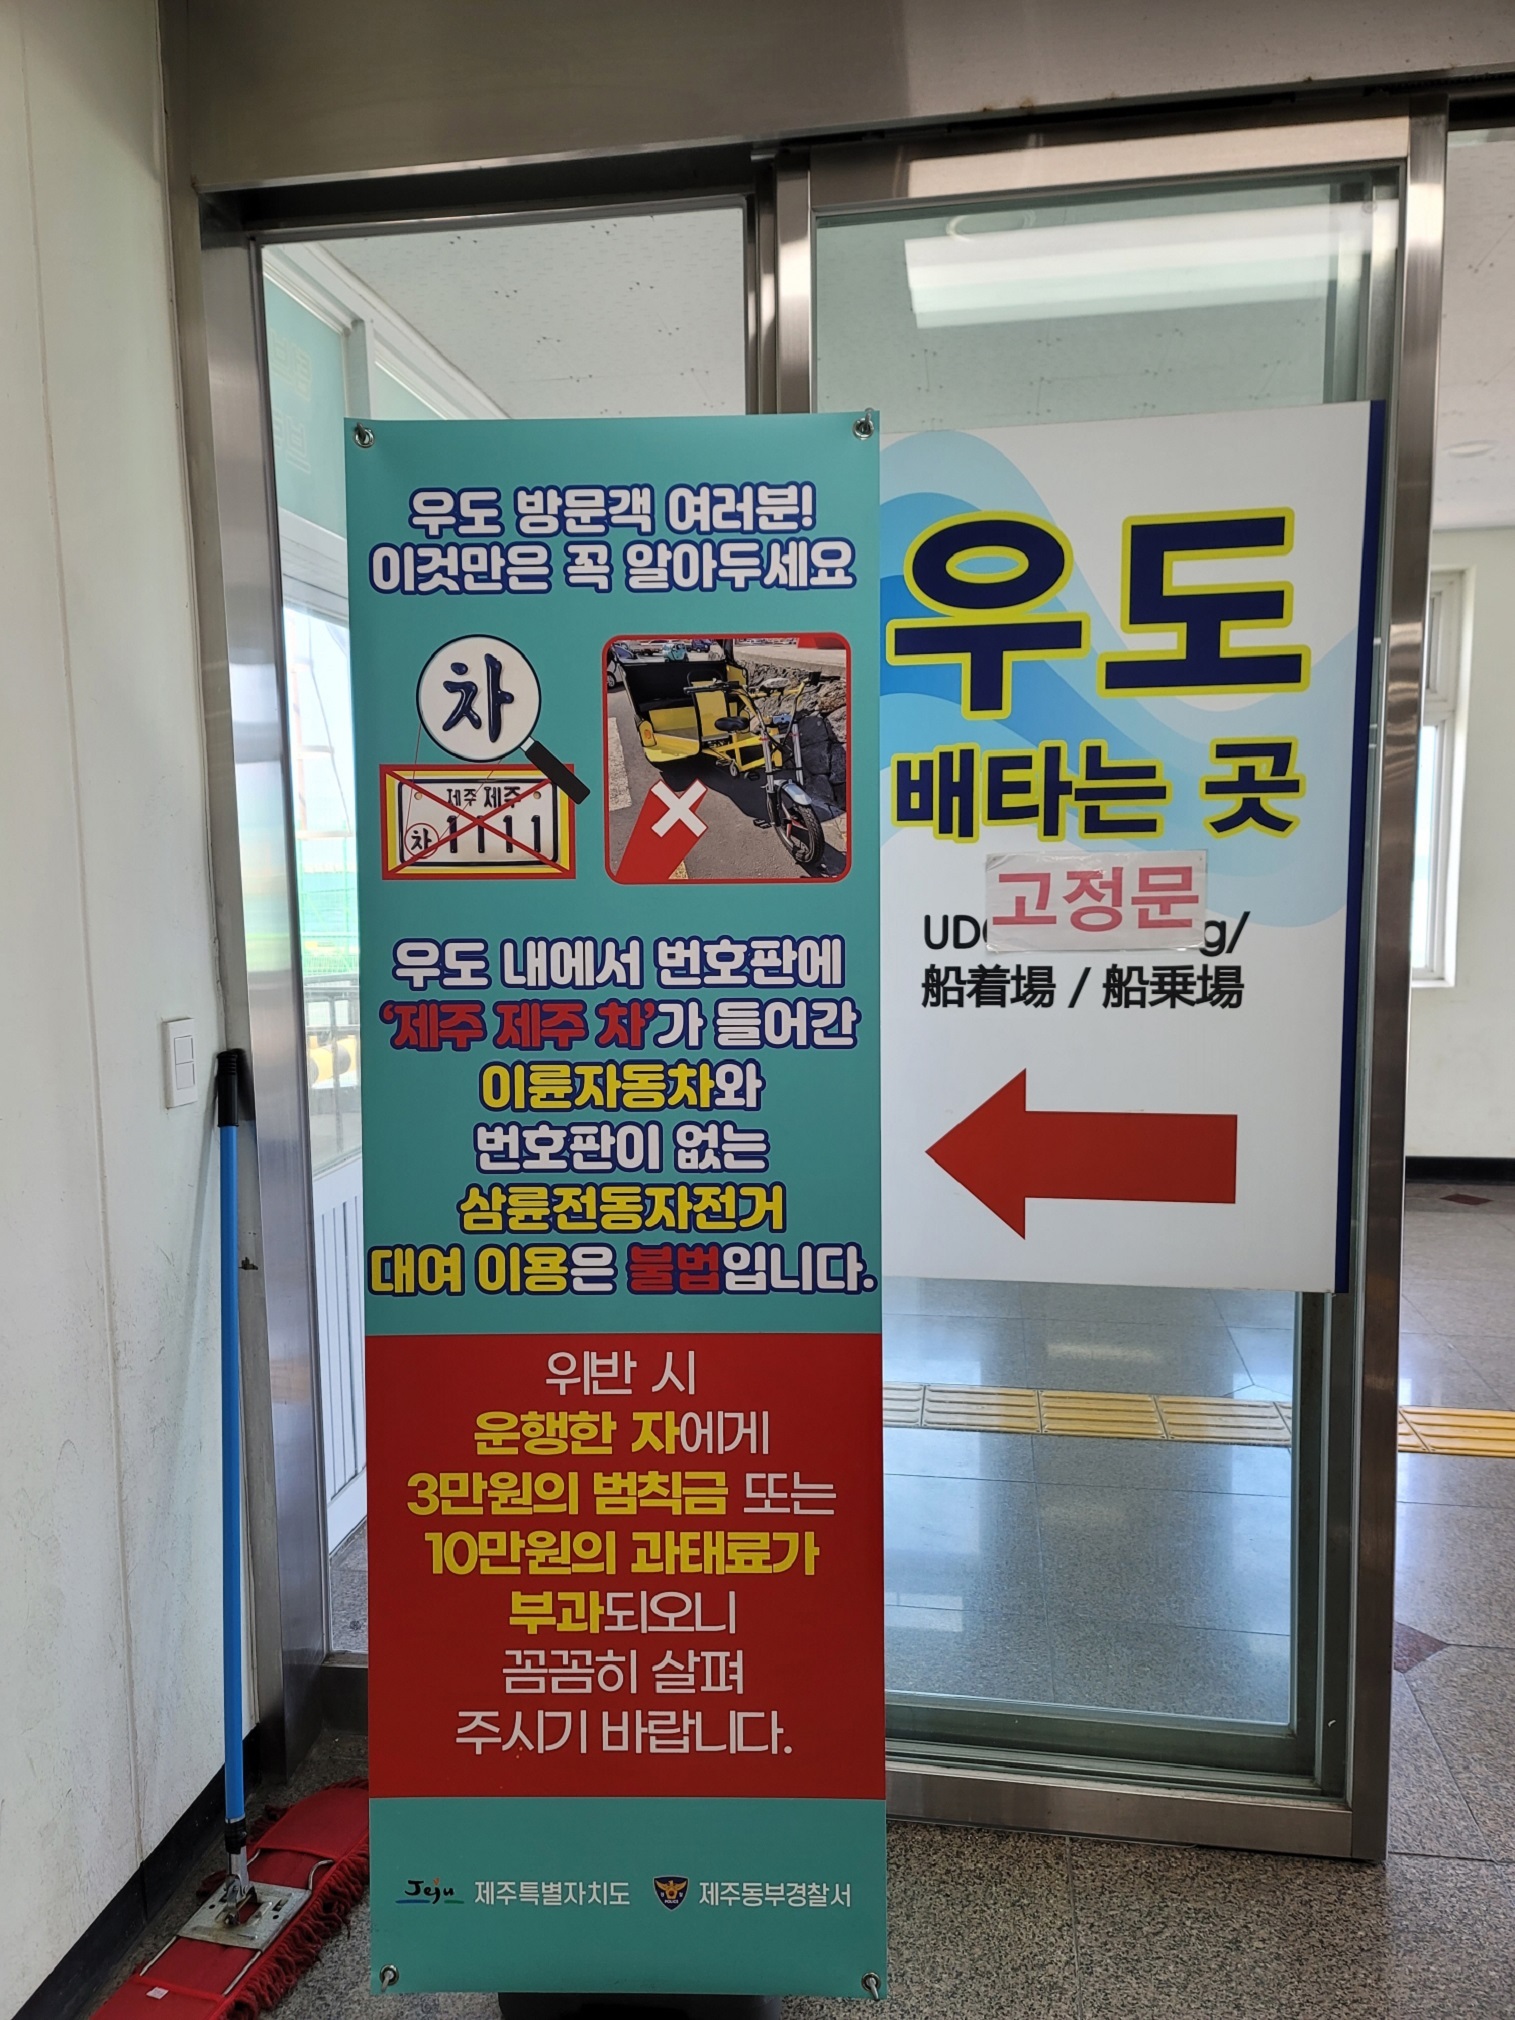 우도 방문객 여러분!
이것만은 꼭 알아두세요
차
제주 제주
차 1111
우도 내에서 번호판에
‘제주 제주 차’가 들어간
이륜자동차와
번호판이 없는
삼륜전동자전거
대여 이용은 불법입니다.
위반 시
운행한 자에게
3만원의 범칙금 또는
10만원의 과태료가
부과되오니
꼼꼼히 살펴
주시기 바랍니다.
Jeju 제주특별자치도 제주동부경찰서
우도
배타는 곳
고정문
船着場 / 船乗場